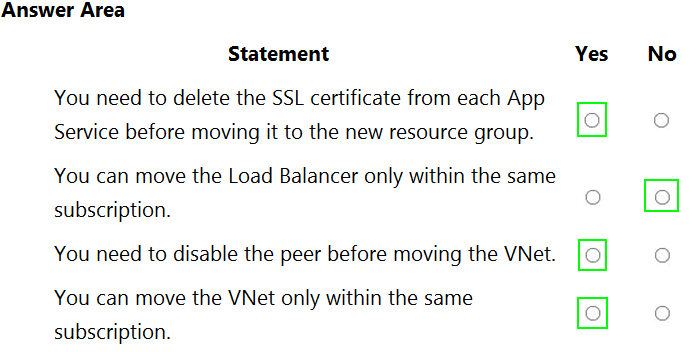 Answer Area
Statement Yes No
You need to delete the SSL certificate from each App
Service before moving it to the new resource group.
You can move the Load Balancer only within the same
subscription.
You need to disable the peer before moving the VNet.
You can move the VNet only within the same
subscription.